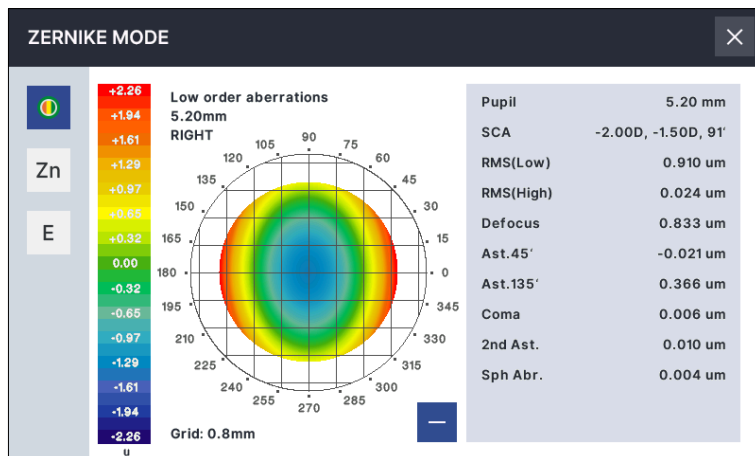 ZERNIKE MODE
Zn
E
+2.26
+1.94
+1.61
+1.29
+0.97
+0.65
+0.32
0.00
-0.32
-0.65
-0.97
-1.29
-1.61
-1.94
-2.26
u
Low order aberrations
5.20mm
RIGHT
90
105
75
120
60
135
45
150
30
165
15
180
0
195
345
210
330
225
315
240
300
255
285
270
Grid: 0.8mm
Pupil 5.20 mm
SCA -2.00D, -1.50D, 91′
RMS(Low) 0.910 um
RMS(High) 0.024 um
Defocus 0.833 um
Ast.45‘ -0.021 um
Ast.135‘ 0.366 um
Coma 0.006 um
2nd Ast. 0.010 um
Sph Abr. 0.004 um